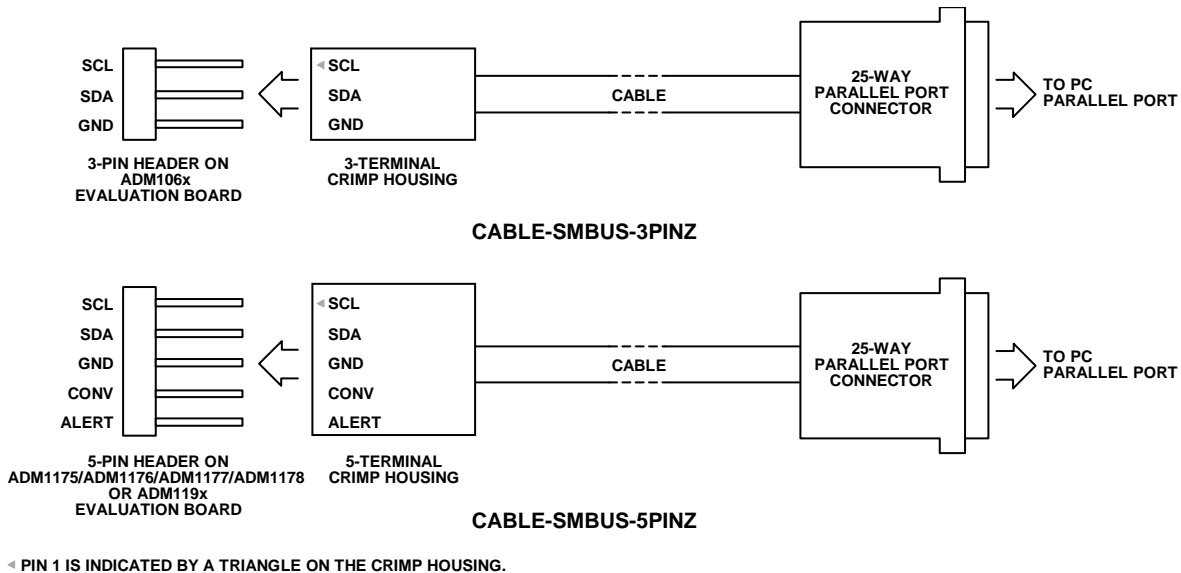 SCL
SDA
GND
3-PIN HEADER ON
ADM106x
EVALUATION BOARD
SCL
SDA
GND
3-TERMINAL
CRIMP HOUSING
CABLE
25-WAY
PARALLEL PORT
CONNECTOR
TO PC
PARALLEL PORT
CABLE-SMBUS-3PINZ
SCL
SDA
GND
CONV
ALERT
5-PIN HEADER ON
ADM1175/ADM1176/ADM1177/ADM1178
OR ADM119x
EVALUATION BOARD
SCL
SDA
GND
CONV
ALERT
5-TERMINAL
CRIMP HOUSING
CABLE
25-WAY
PARALLEL PORT
CONNECTOR
TO PC
PARALLEL PORT
CABLE-SMBUS-5PINZ
PIN 1 IS INDICATED BY A TRIANGLE ON THE CRIMP HOUSING.